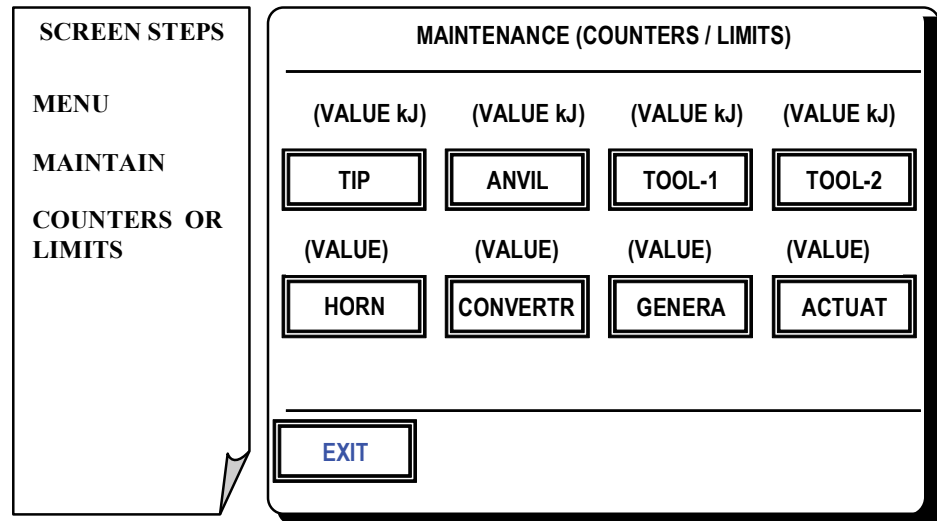 SCREEN STEPS
MENU
MAINTAIN
COUNTERS OR
LIMITS
MAINTENANCE (COUNTERS / LIMITS)
(VALUE kJ) (VALUE kJ) (VALUE kJ) (VALUE kJ)
TIP ANVIL TOOL-1 TOOL-2
(VALUE) (VALUE) (VALUE) (VALUE)
HORN CONVERTR GENERA ACTUAT
EXIT